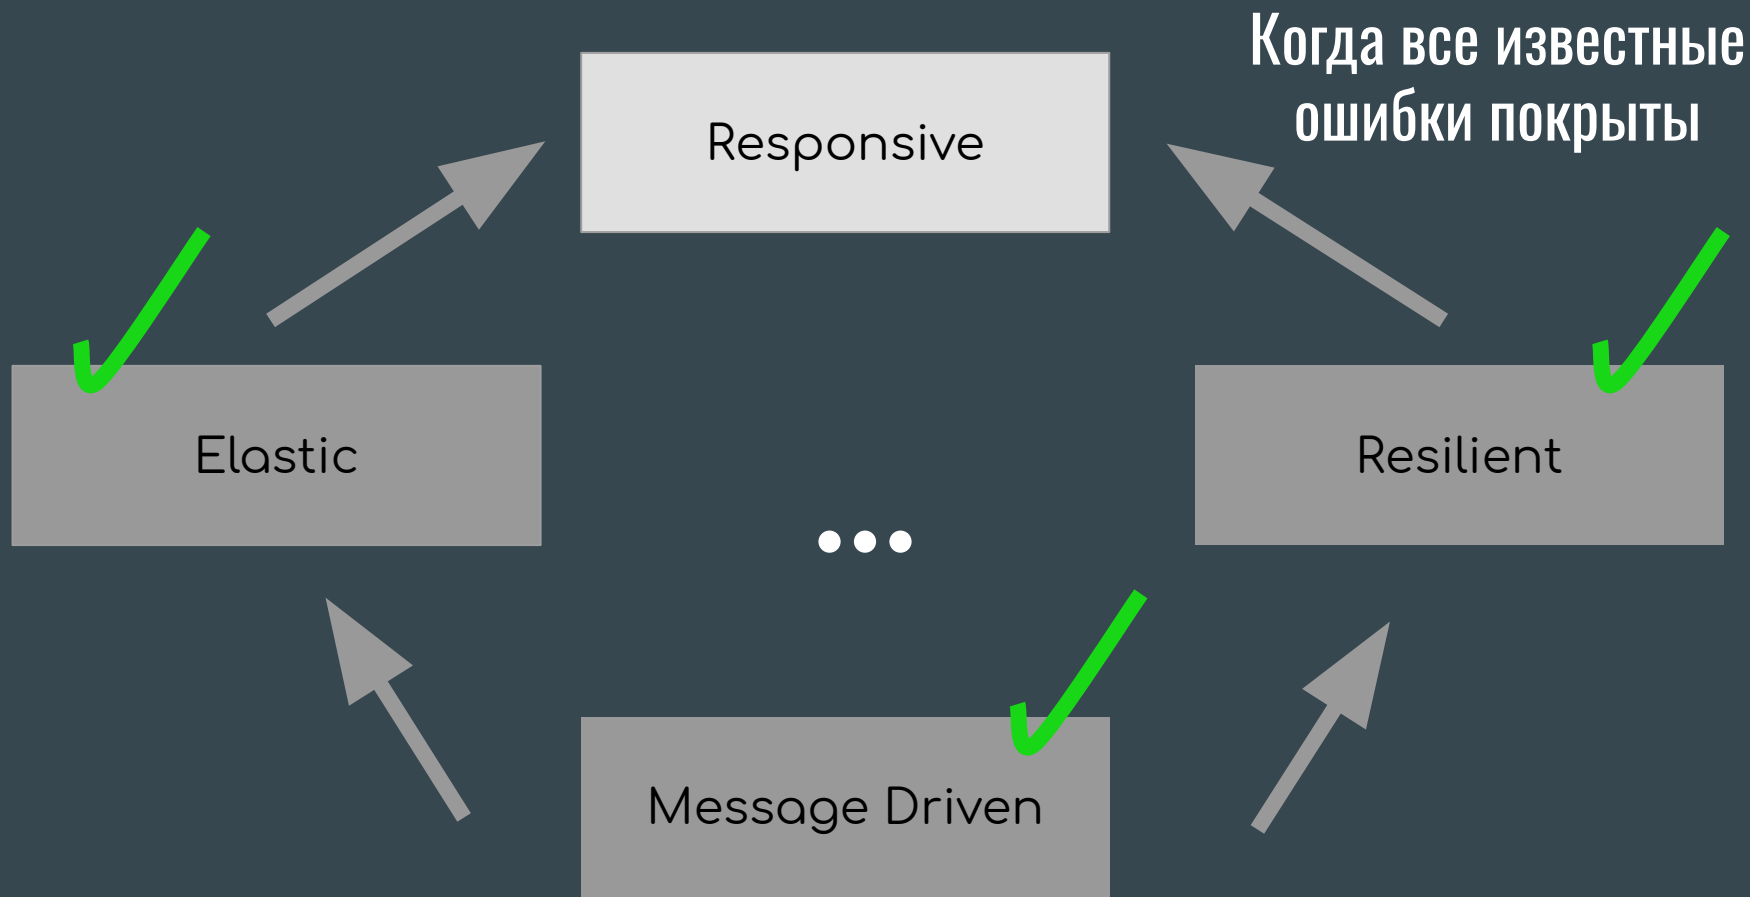 Когда все известные
ошибки покрыты
Responsive
Elastic
Resilient
...
Message Driven